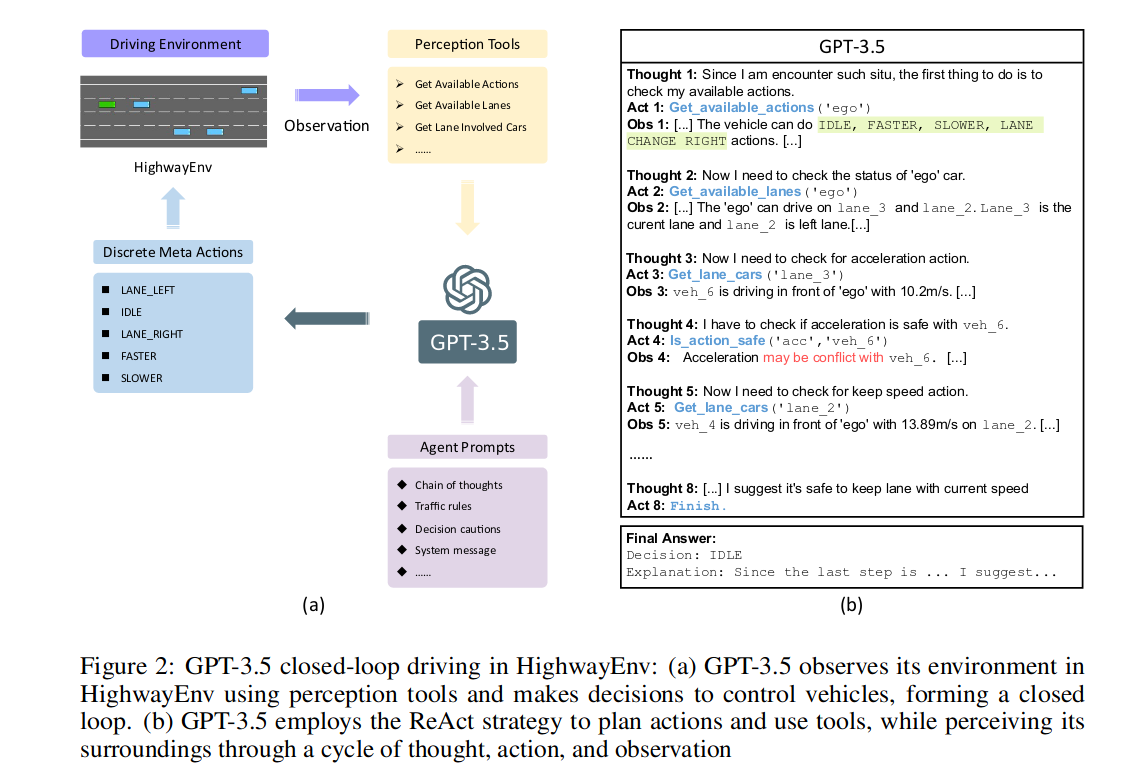 Driving Environment
HighwayEnv
Observation
Perception Tools
Get Available Actions
Get Available Lanes
Get Lane Involved Cars
......
Discrete Meta Actions
LANE_LEFT
IDLE
LANE_RIGHT
FASTER
SLOWER
GPT-3.5
Agent Prompts
Chain of thoughts
Traffic rules
Decision cautions
System message
......
(a)
GPT-3.5
Thought 1: Since I am encounter such situ, the first thing to do is to
check my available actions.
Act 1: Get_available_actions('ego')
Obs 1: [...] The vehicle can do IDLE, FASTER, SLOWER, LANE
CHANGE RIGHT actions. [...]
Thought 2: Now I need to check the status of 'ego' car.
Act 2: Get_available_lanes('ego')
Obs 2: [...] The 'ego' can drive on lane_3 and lane_2. Lane_3 is the
curent lane and lane_2 is left lane.[...]
Thought 3: Now I need to check for acceleration action.
Act 3: Get_lane_cars('lane_3')
Obs 3: veh_6 is driving in front of 'ego' with 10.2m/s. [...]
Thought 4: I have to check if acceleration is safe with veh_6.
Act 4: Is_action_safe('acc','veh_6')
Obs 4: Acceleration may be conflict with veh_6. [...]
Thought 5: Now I need to check for keep speed action.
Act 5: Get_lane_cars('lane_2')
Obs 5: veh_4 is driving in front of 'ego' with 13.89m/s on lane_2. [...]
......
Thought 8: [...] I suggest it's safe to keep lane with current speed
Act 8: Finish.
Final Answer:
Decision: IDLE
Explanation: Since the last step is ... I suggest...
(b)
Figure 2: GPT-3.5 closed-loop driving in HighwayEnv: (a) GPT-3.5 observes its environment in
HighwayEnv using perception tools and makes decisions to control vehicles, forming a closed
loop. (b) GPT-3.5 employs the ReAct strategy to plan actions and use tools, while perceiving its
surroundings through a cycle of thought, action, and observation